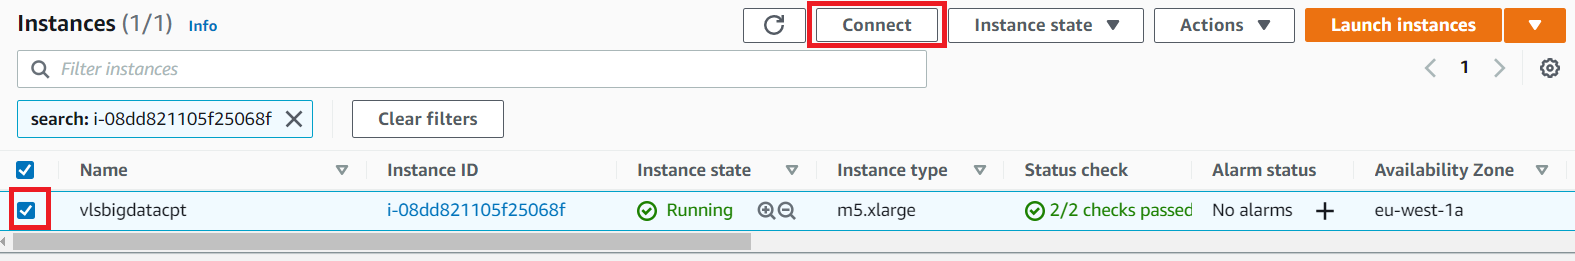 Instances (1/1) Info Connect Instance state Actions Launch instances
Filter instances 1
search: i-08dd821105f25068f Clear filters
Name Instance ID Instance state Instance type Status check Alarm status Availability Zone
vlsbigdatacpt i-08dd821105f25068f Running m5.xlarge 2/2 checks passed No alarms eu-west-1a